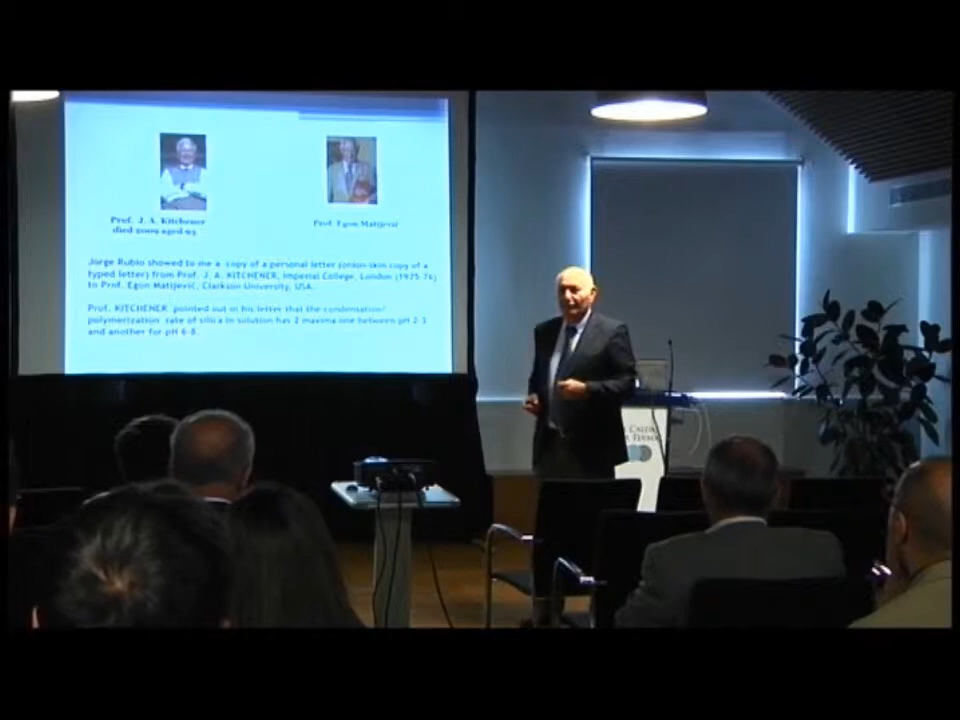 Prof. J. A. Kitchener
died 2009 aged 93
Prof. Egon Matijević
Jorge Rubio showed to me a copy of a personal letter (onion-skin copy of a
typed letter) from Prof. J. A. KITCHENER, Imperial College, London (1975-76)
to Prof. Egon Matijević, Clarkson University, USA.
Prof. KITCHENER pointed out in his letter that the condensation/
polymerization rate of silica in solution has 2 maxima one between pH 2-3
and another for pH 6-8.